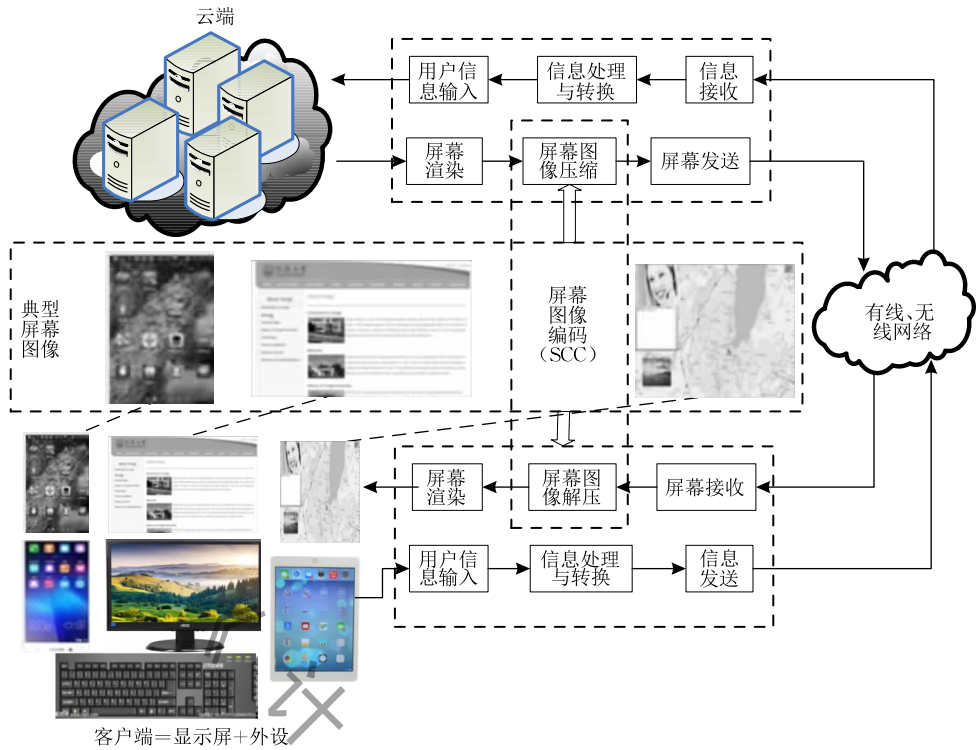 云端
用户信
息输入
信息处理
与转换
信息
接收
屏幕
渲染
屏幕图
像压缩
屏幕发送
典型
屏幕
图像
屏幕
图像
编码
(SCC)
有线、无
线网络
屏幕
渲染
屏幕图
像解压
屏幕接收
用户信
息输入
信息处理
与转换
信息
发送
客户端=显示屏+外设